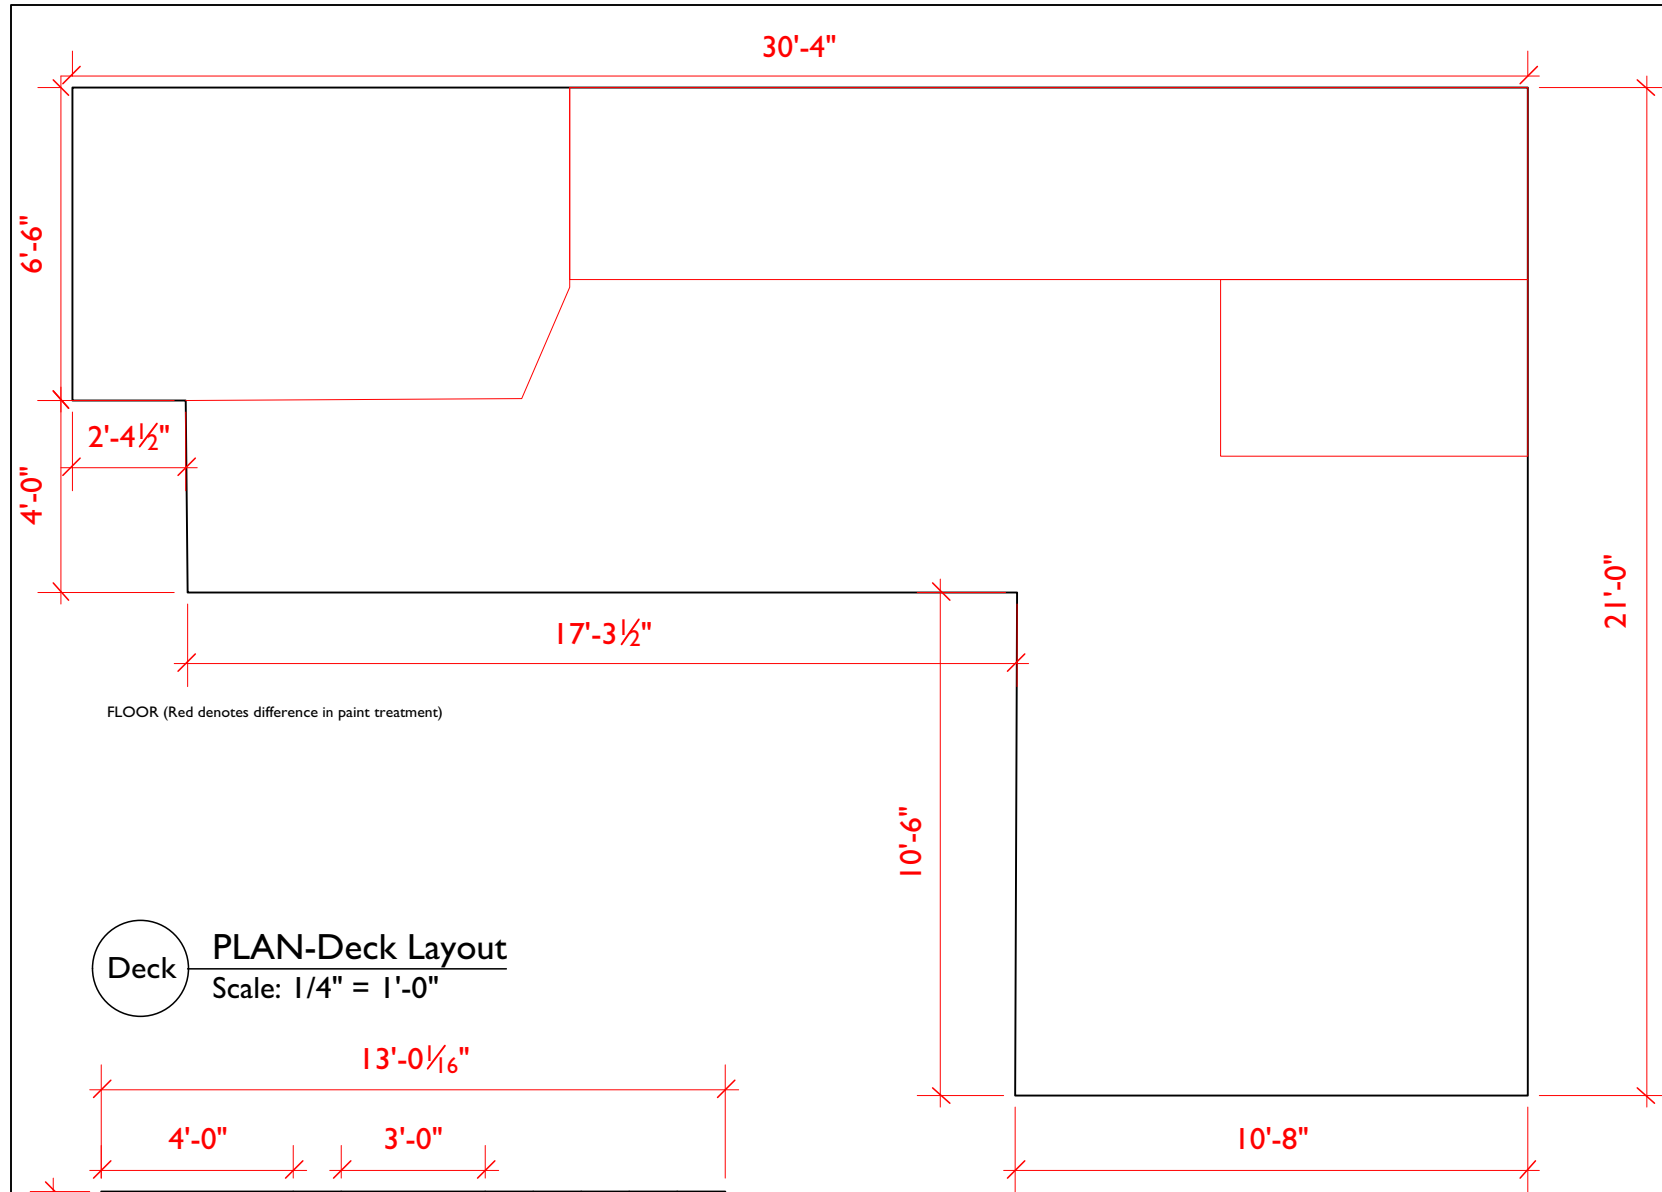 30'-4"
6'-6"
2'-4½"
4'-0"
21'-0"
17'-3½"
FLOOR (Red denotes difference in paint treatment)
10'-6"
Deck
PLAN-Deck Layout
Scale: 1/4" = 1'-0"
13'-0⅟16"
4'-0"
3'-0"
10'-8"